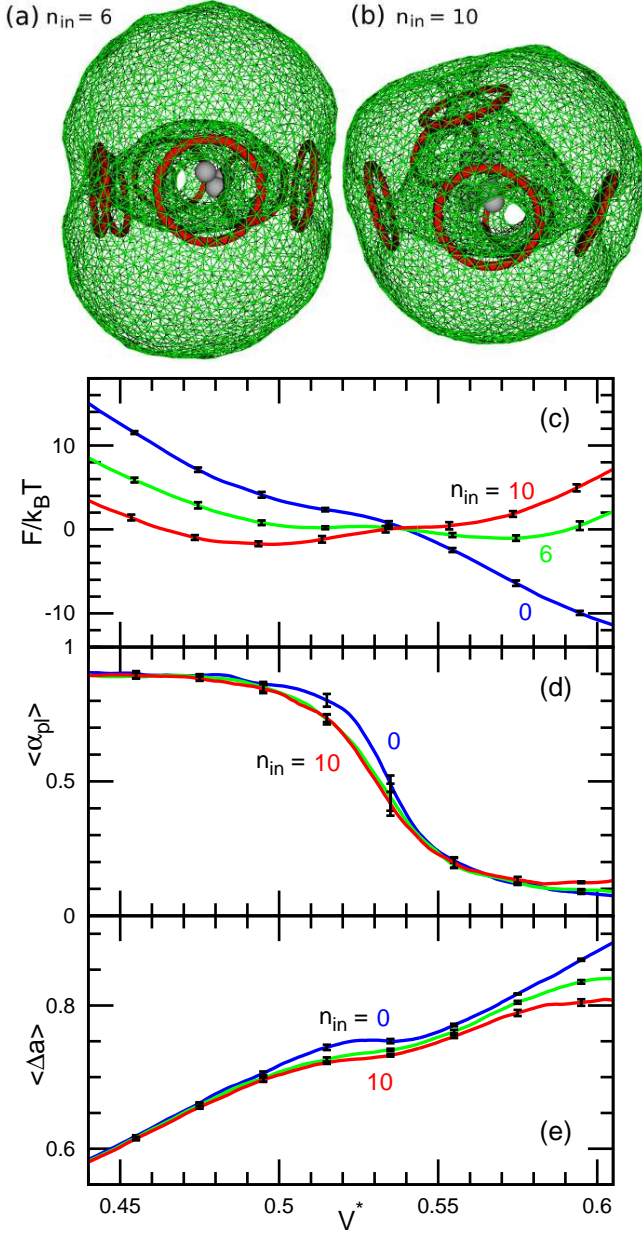 (a) n_in = 6
(b) n_in = 10
(c)
F/k_BT
10
0
-10
n_in = 10
6
0
(d)
<α_pl>
1
0.5
0
0
n_in = 10
(e)
<Δa>
0.8
0.6
n_in = 0
10
0.45
0.5
0.55
0.6
V*